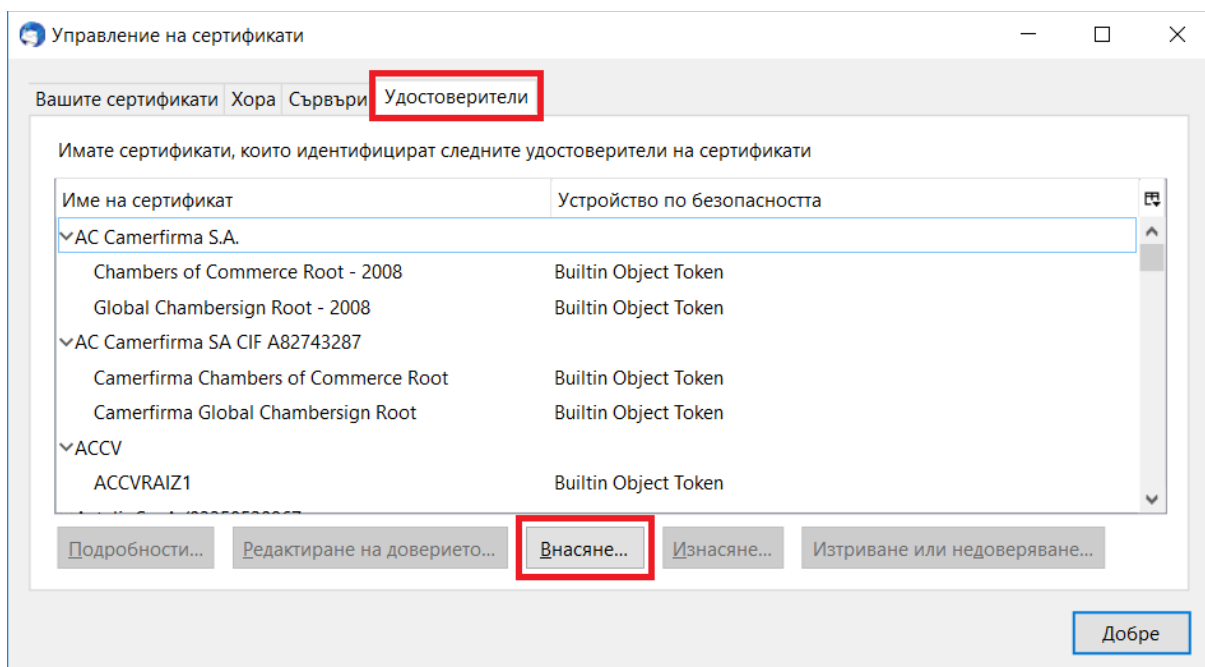 Управление на сертификати
Вашите сертификати Хора Сървъри Удостоверители
Имате сертификати, които идентифицират следните удостоверители на сертификати
Име на сертификат Устройство по безопасността
AC Camerfirma S.A.
Chambers of Commerce Root - 2008 Builtin Object Token
Global Chambersign Root - 2008 Builtin Object Token
AC Camerfirma SA CIF A82743287
Camerfirma Chambers of Commerce Root Builtin Object Token
Camerfirma Global Chambersign Root Builtin Object Token
ACCV
ACCVRAIZ1 Builtin Object Token
Подробности... Редактиране на доверието... Внасяне... Изнасяне... Изтриване или недоверяване...
Добре